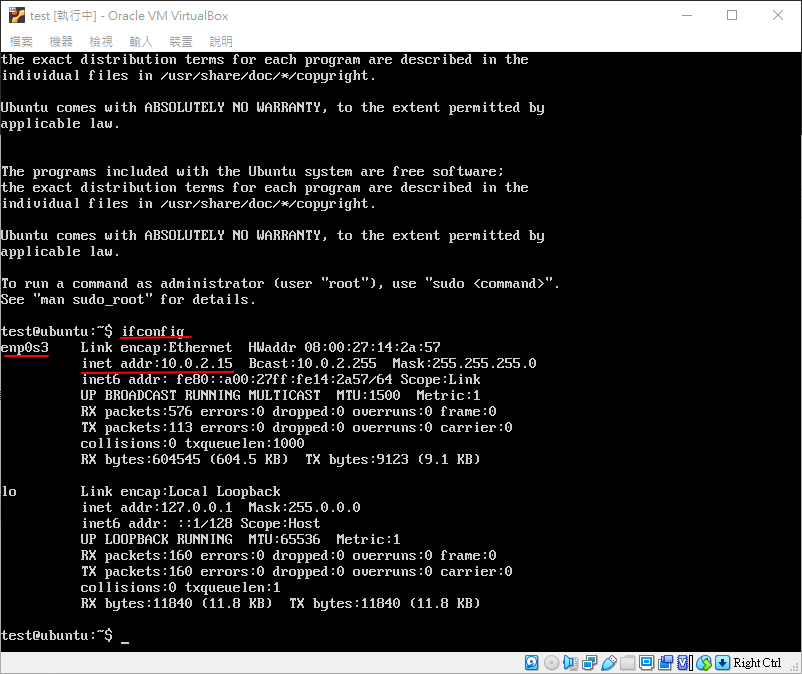 test [執行中] - Oracle VM VirtualBox
檔案 機器 檢視 輸入 裝置 說明
the exact distribution terms for each program are described in the
individual files in /usr/share/doc/*/copyright.
Ubuntu comes with ABSOLUTELY NO WARRANTY, to the extent permitted by
applicable law.
The programs included with the Ubuntu system are free software;
the exact distribution terms for each program are described in the
individual files in /usr/share/doc/*/copyright.
Ubuntu comes with ABSOLUTELY NO WARRANTY, to the extent permitted by
applicable law.
To run a command as administrator (user "root"), use "sudo <command>".
See "man sudo_root" for details.
test@ubuntu:~$ ifconfig
enp0s3    Link encap:Ethernet  HWaddr 08:00:27:14:2a:57
          inet addr:10.0.2.15  Bcast:10.0.2.255  Mask:255.255.255.0
          inet6 addr: fe80::a00:27ff:fe14:2a57/64 Scope:Link
          UP BROADCAST RUNNING MULTICAST  MTU:1500  Metric:1
          RX packets:576 errors:0 dropped:0 overruns:0 frame:0
          TX packets:113 errors:0 dropped:0 overruns:0 carrier:0
          collisions:0 txqueuelen:1000
          RX bytes:604545 (604.5 KB)  TX bytes:9123 (9.1 KB)
lo        Link encap:Local Loopback
          inet addr:127.0.0.1  Mask:255.0.0.0
          inet6 addr: ::1/128 Scope:Host
          UP LOOPBACK RUNNING  MTU:65536  Metric:1
          RX packets:160 errors:0 dropped:0 overruns:0 frame:0
          TX packets:160 errors:0 dropped:0 overruns:0 carrier:0
          collisions:0 txqueuelen:1
          RX bytes:11840 (11.8 KB)  TX bytes:11840 (11.8 KB)
test@ubuntu:~$ _
Right Ctrl